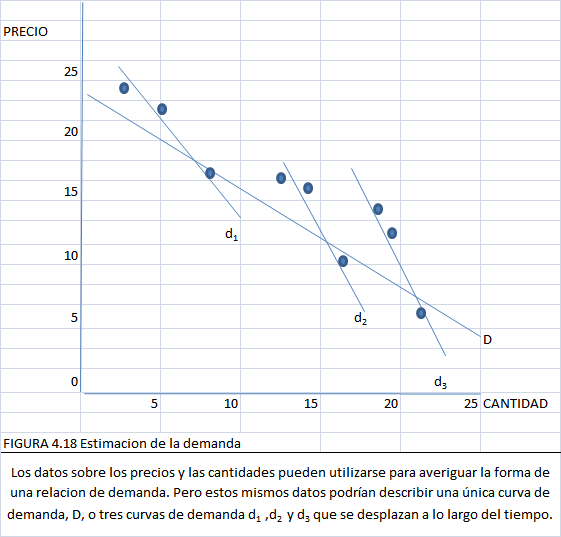 PRECIO
25
20
15
10
5
0
d₁
d₂
D
d₃
5 10 15 20 25 CANTIDAD
FIGURA 4.18 Estimacion de la demanda
Los datos sobre los precios y las cantidades pueden utilizarse para averiguar la forma de
una relacion de demanda. Pero estos mismos datos podrían describir una única curva de
demanda, D, o tres curvas de demanda d₁ ,d₂ y d₃ que se desplazan a lo largo del tiempo.